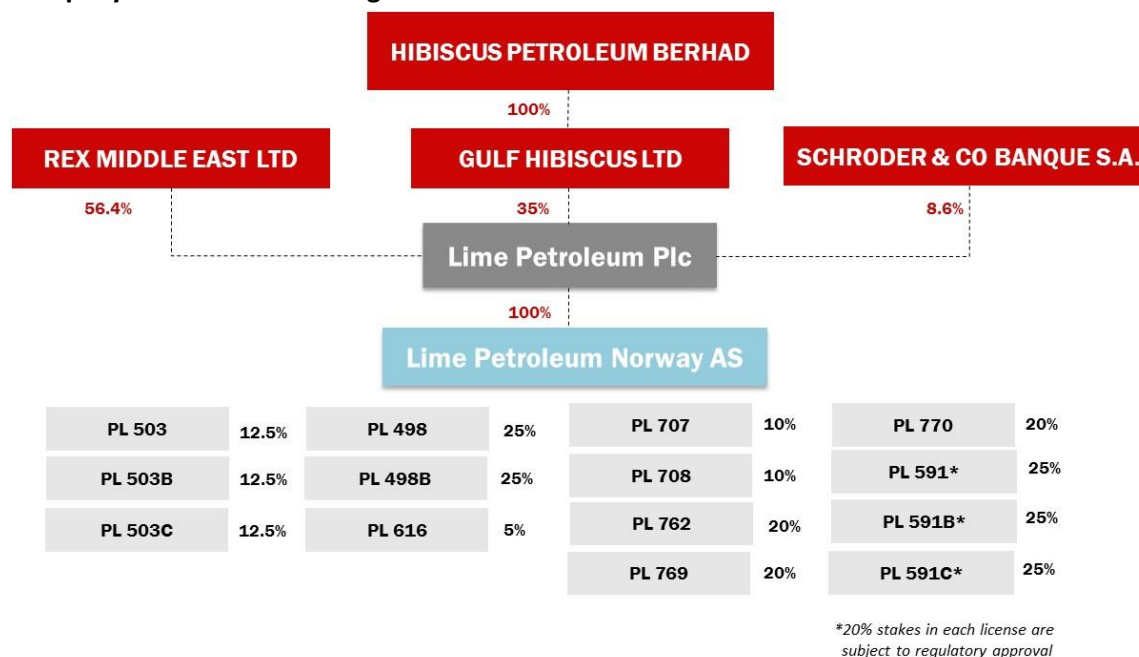 HIBISCUS PETROLEUM BERHAD
100%
REX MIDDLE EAST LTD
GULF HIBISCUS LTD
SCHRODER & CO BANQUE S.A.
56.4%
35%
8.6%
Lime Petroleum Plc
100%
Lime Petroleum Norway AS
PL 503 12.5%
PL 503B 12.5%
PL 503C 12.5%
PL 498 25%
PL 498B 25%
PL 616 5%
PL 707 10%
PL 708 10%
PL 762 20%
PL 769 20%
PL 770 20%
PL 591* 25%
PL 591B* 25%
PL 591C* 25%
*20% stakes in each license are
subject to regulatory approval